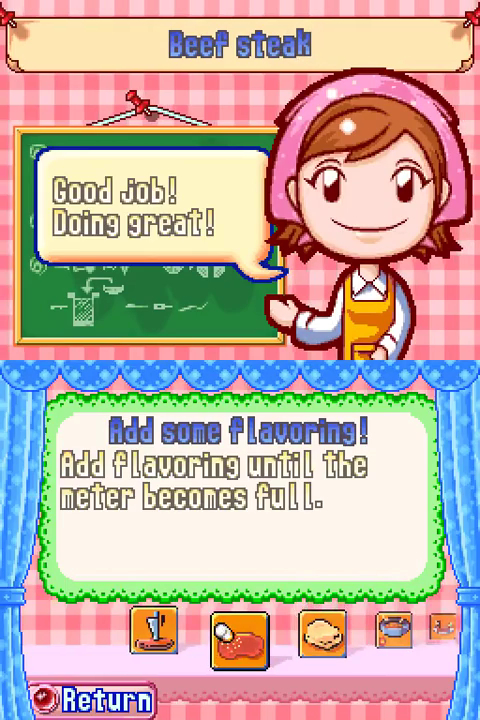 Beef steak
Good job!
Doing great!
Add some flavoring!
Add flavoring until the
meter becomes full.
Return